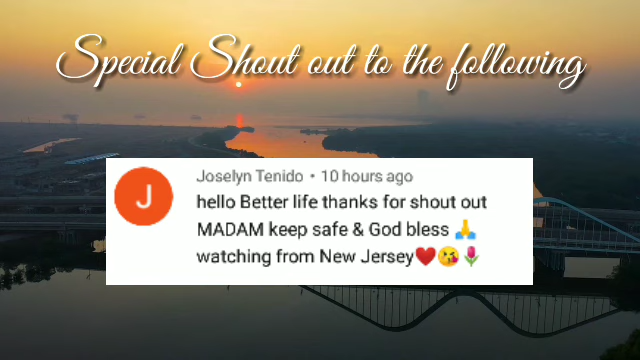 Special Shout out to the following
J
Joselyn Tenido • 10 hours ago
hello Better life thanks for shout out
MADAM keep safe & God bless 🙏
watching from New Jersey❤️😘🌷